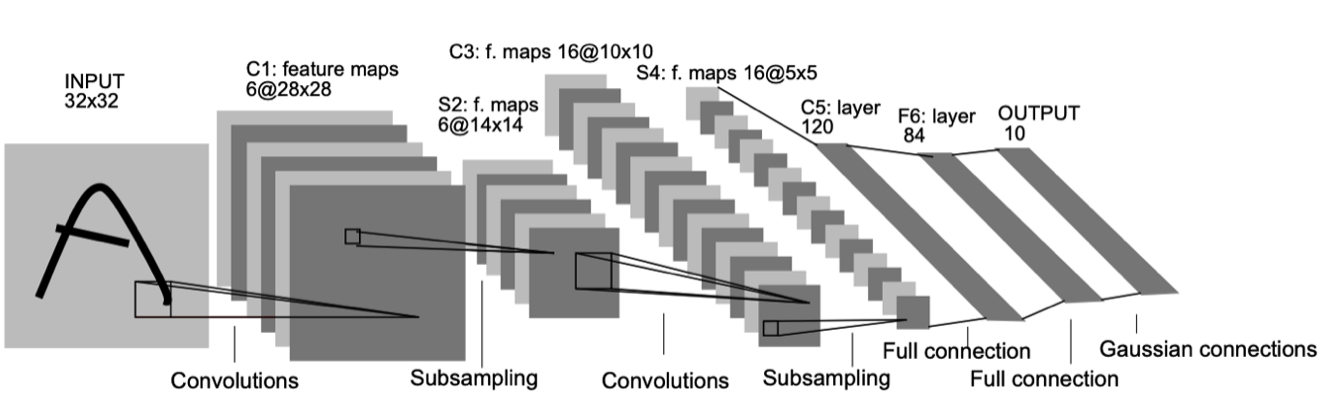 INPUT
32x32
C1: feature maps
6@28x28
S2: f. maps
6@14x14
C3: f. maps 16@10x10
S4: f. maps 16@5x5
C5: layer
120
F6: layer
84
OUTPUT
10
Convolutions
Subsampling
Convolutions
Subsampling
Full connection
Full connection
Gaussian connections
A